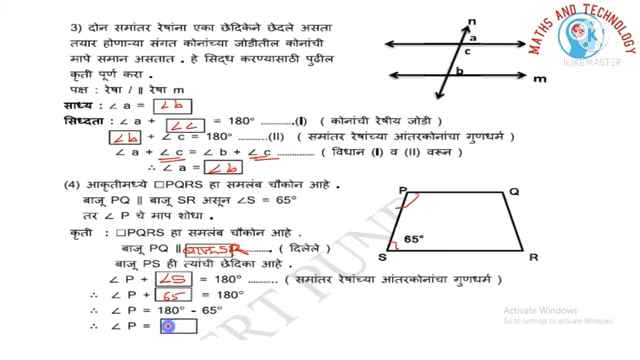 3) दोन समांतर रेषांना एका छेदिकेने छेदले असता
तयार होणाऱ्या संगत कोनांच्या जोडीतील कोनांची
मापे समान असतात . हे सिद्ध करण्यासाठी पुढील
कृती पूर्ण करा .
पक्ष : रेषा l ॥ रेषा m
साध्य : ∠ a = ∠b
सिध्दता : ∠ a + ∠c = 180° ............(I) ( कोनांची रेषीय जोडी )
∠b + ∠ c = 180° ............(II) ( समांतर रेषांच्या आंतरकोनांचा गुणधर्म )
∠ a + ∠c = ∠ b + ∠c ............... ( विधान (I) व (II) वरून )
∴ ∠ a = ∠b
n
a
c
b
m
(4) आकृतीमध्ये □PQRS हा समलंब चौकोन आहे .
बाजू PQ ॥ बाजू SR असून ∠S = 65°
तर ∠ P चे माप शोधा .
कृती : □PQRS हा समलंब चौकोन आहे .
बाजू PQ ॥ बाजू SR ............. ( दिलेले )
बाजू PS ही त्यांची छेदिका आहे .
∠ P + ∠S = 180° ............( समांतर रेषांच्या आंतरकोनांचा गुणधर्म )
∴ ∠ P + 65 = 180°
∴ ∠ P = 180° - 65°
∴ ∠ P =
P
Q
65°
S
R
MATHS AND TECHNOLOGY
KIREMASTER
ERT PUNE
Activate Windows
Go to Settings to activate Windows.